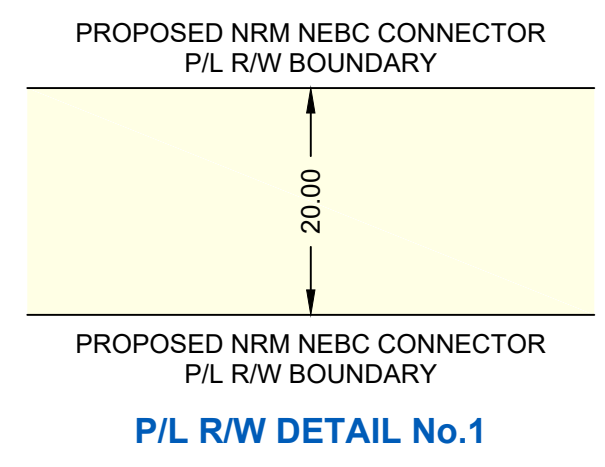 PROPOSED NRM NEBC CONNECTOR
P/L R/W BOUNDARY
20.00
PROPOSED NRM NEBC CONNECTOR
P/L R/W BOUNDARY
P/L R/W DETAIL No.1